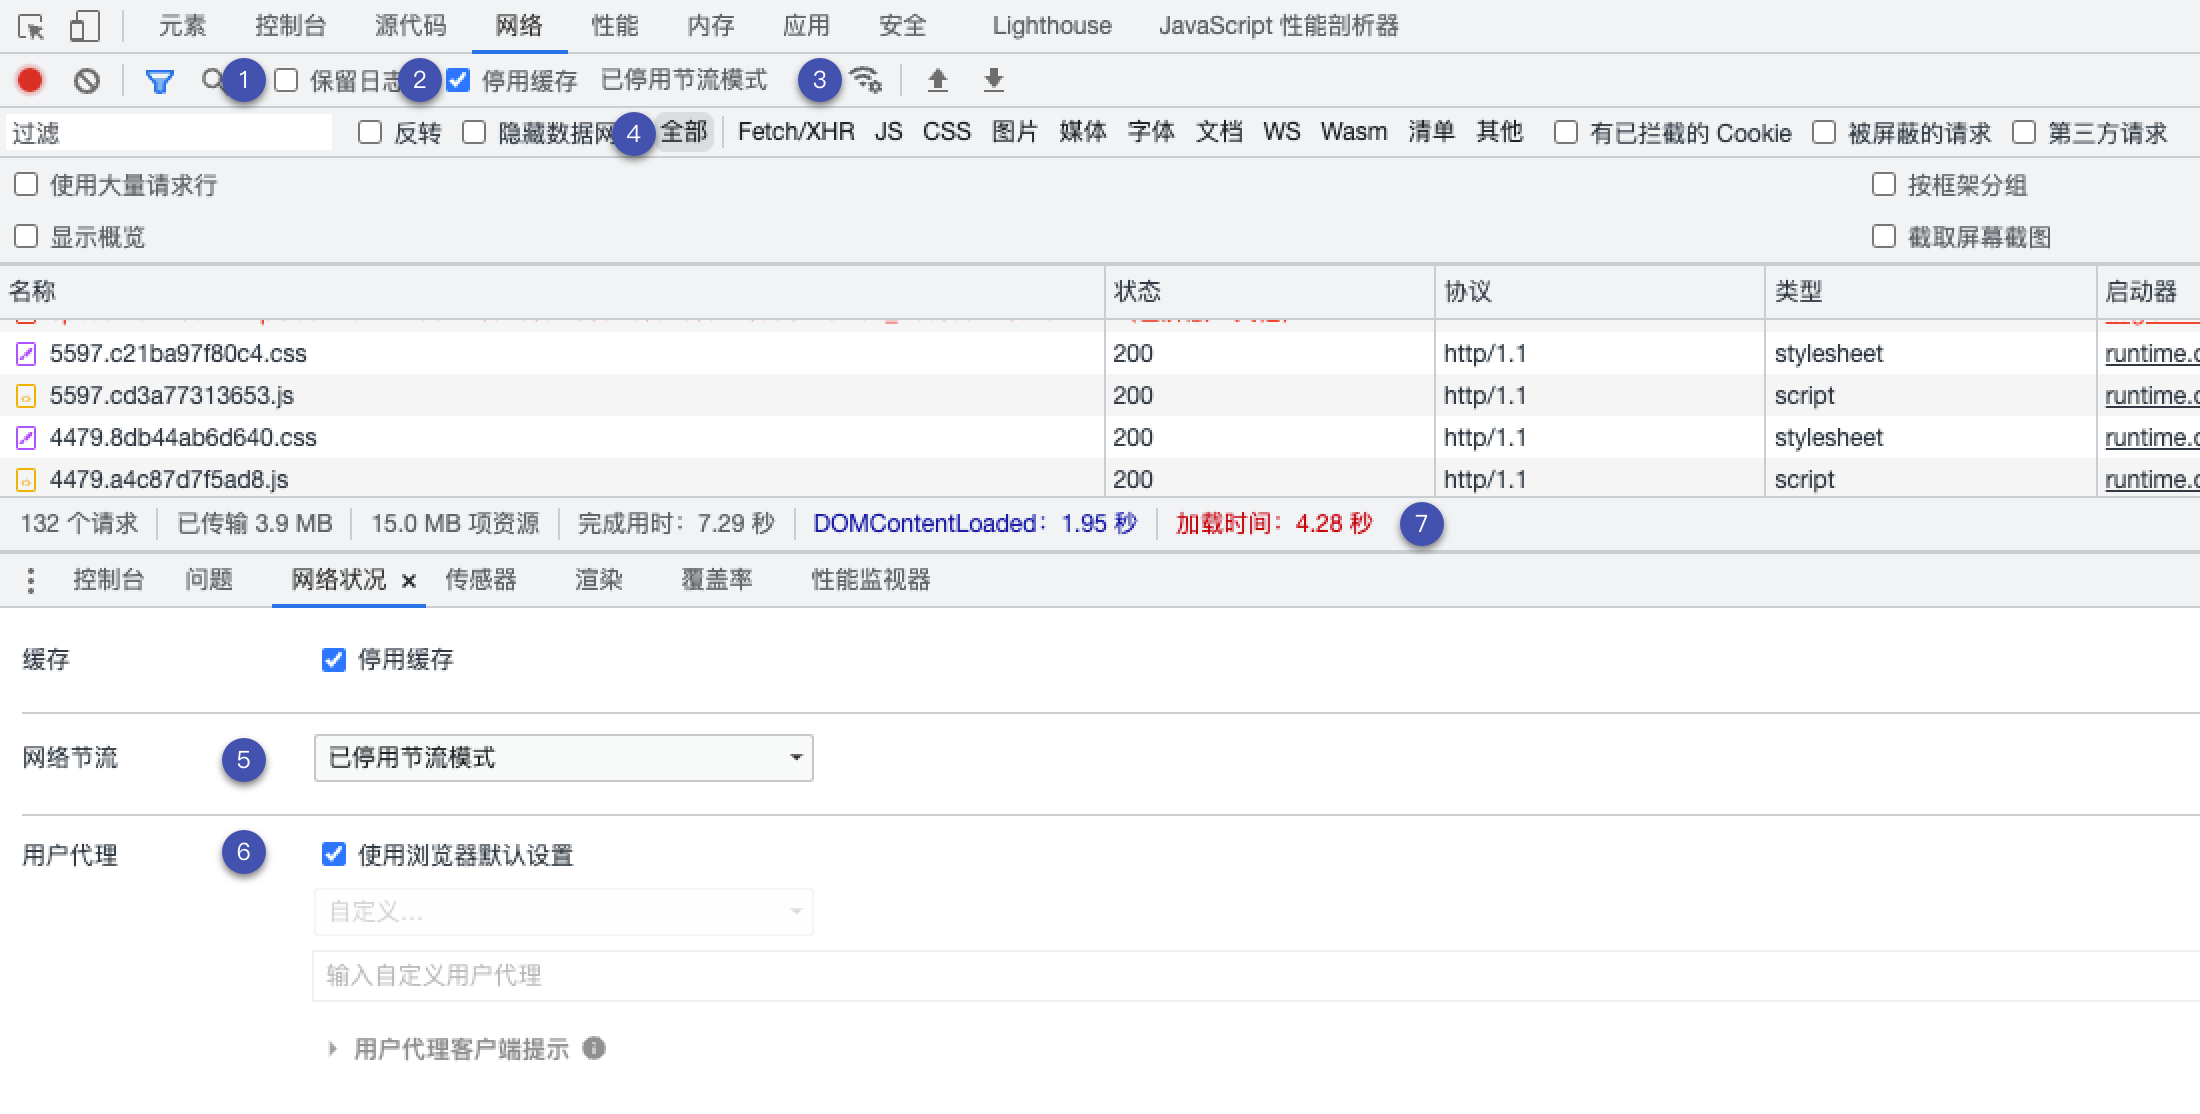 元素 控制台 源代码 网络 性能 内存 应用 安全 Lighthouse JavaScript 性能剖析器
1 保留日志 2 停用缓存 已停用节流模式 3
过滤 反转 隐藏数据网 4 全部 Fetch/XHR JS CSS 图片 媒体 字体 文档 WS Wasm 清单 其他 有已拦截的 Cookie 被屏蔽的请求 第三方请求
使用大量请求行 按框架分组
显示概览 截取屏幕截图
名称 状态 协议 类型 启动器
5597.c21ba97f80c4.css 200 http/1.1 stylesheet runtime.c
5597.cd3a77313653.js 200 http/1.1 script runtime.c
4479.8db44ab6d640.css 200 http/1.1 stylesheet runtime.c
4479.a4c87d7f5ad8.js 200 http/1.1 script runtime.c
132 个请求 已传输 3.9 MB 15.0 MB 项资源 完成用时：7.29 秒 DOMContentLoaded：1.95 秒 加载时间：4.28 秒 7
控制台 问题 网络状况 × 传感器 渲染 覆盖率 性能监视器
缓存 停用缓存
网络节流 5 已停用节流模式
用户代理 6 使用浏览器默认设置
自定义...
输入自定义用户代理
用户代理客户端提示